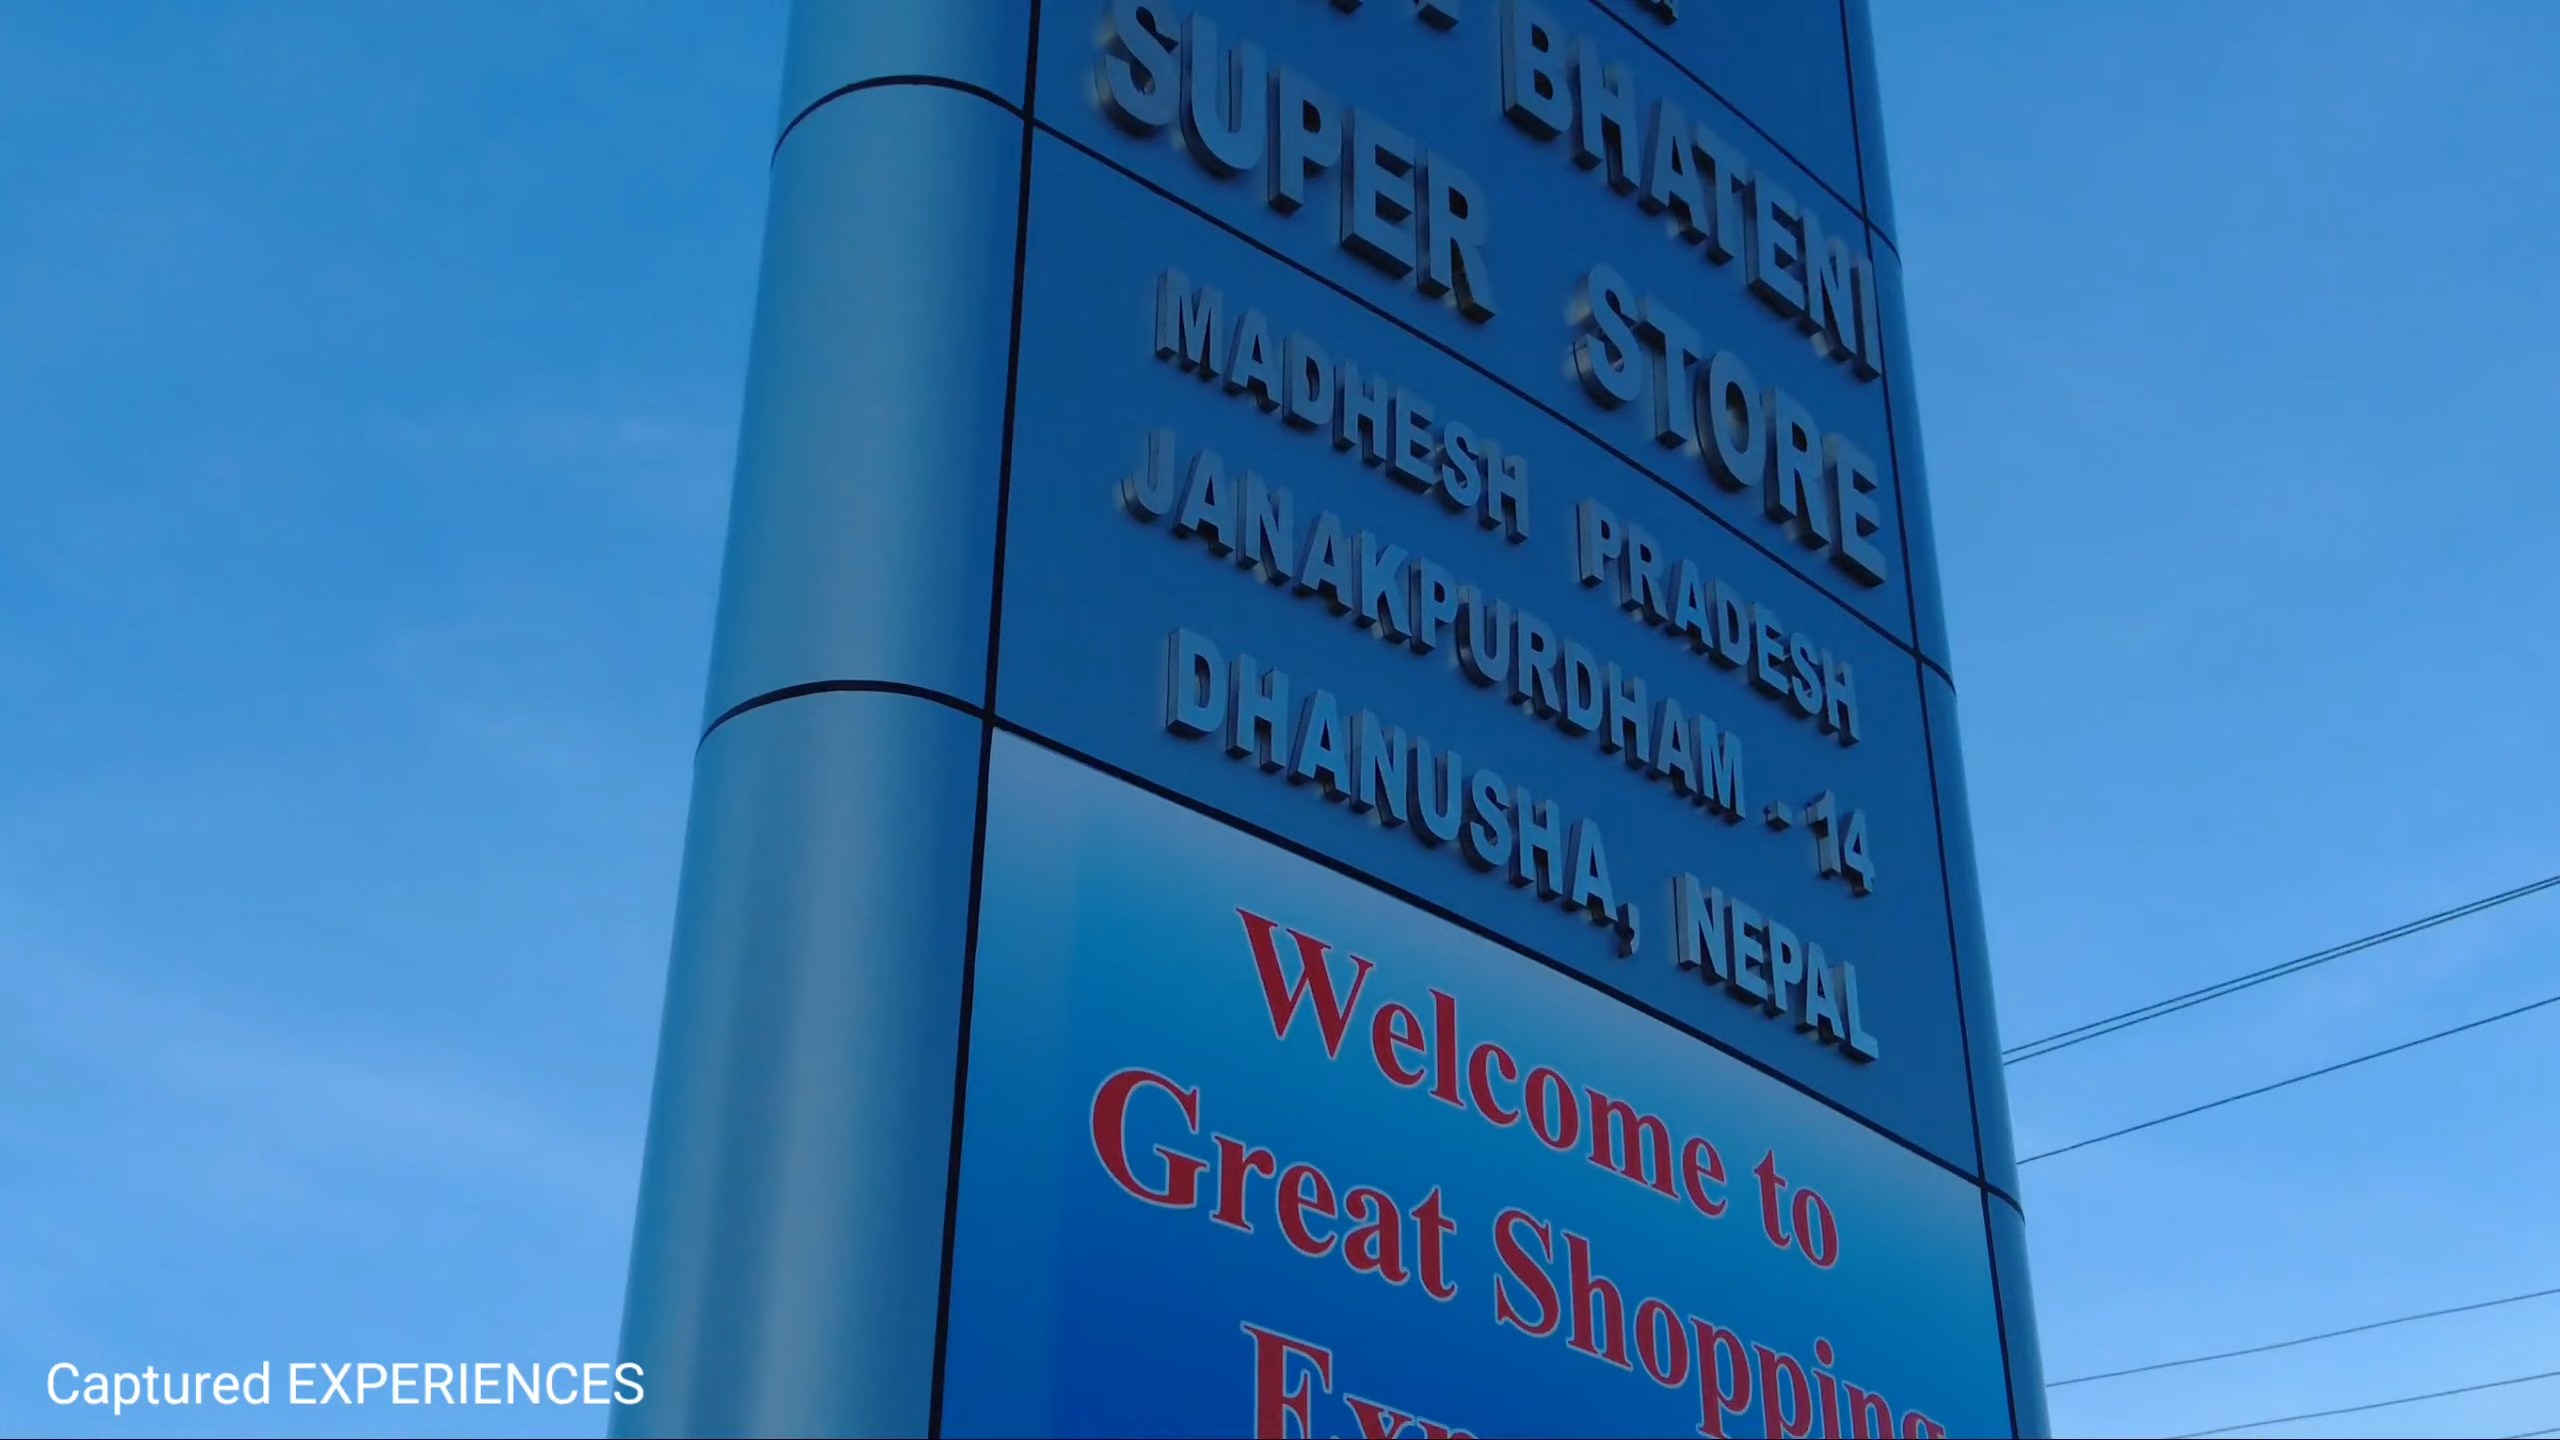 BHATENI
SUPER STORE
MADHESH PRADESH
JANAKPURDHAM - 14
DHANUSHA, NEPAL
Welcome to
Great Shopping
Captured EXPERIENCES